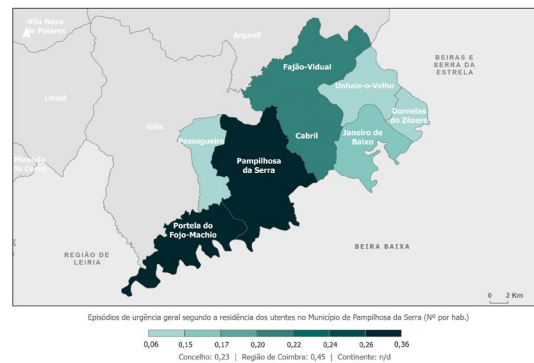 Vila Nova
de Poiares
Arganil
BEIRAS E
SERRA DA
ESTRELA
Fajão-Vidual
Unhais-o-Velho
Lousã
Dornelas
do Zêzere
Góis
Cabril
Janeiro de
Baixo
Pessegueiro
Miranda
do Corvo
Pampilhosa
da Serra
Portela do
Fojo-Machio
REGIÃO DE
LEIRIA
BEIRA BAIXA
0 2 Km
Episódios de urgência geral segundo a residência dos utentes no Município de Pampilhosa da Serra (Nº por hab.)
0,06 0,15 0,17 0,20 0,22 0,24 0,26 0,36
Concelho: 0,23 | Região de Coimbra: 0,45 | Continente: n/d